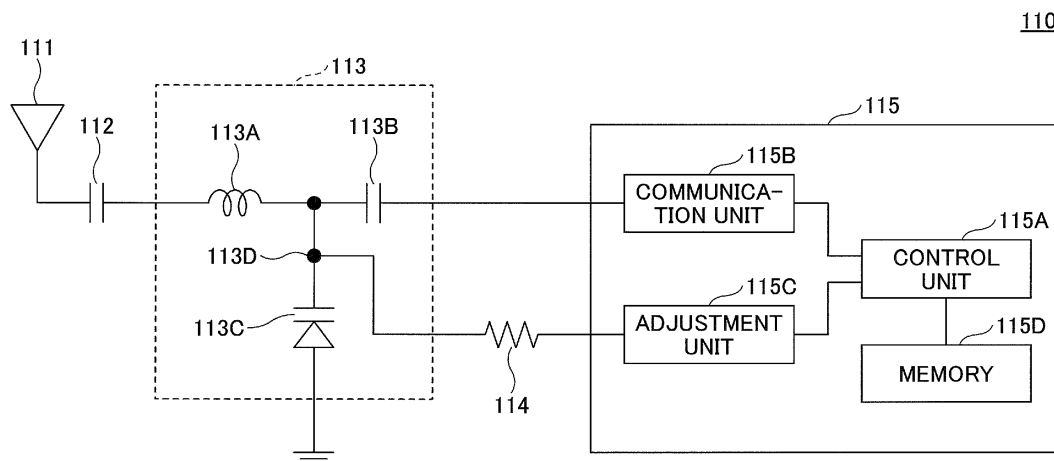 110
111
113
115
112
113A
113B
115B
COMMUNICA-
TION UNIT
115A
CONTROL
UNIT
113D
113C
115C
ADJUSTMENT
UNIT
115D
MEMORY
114